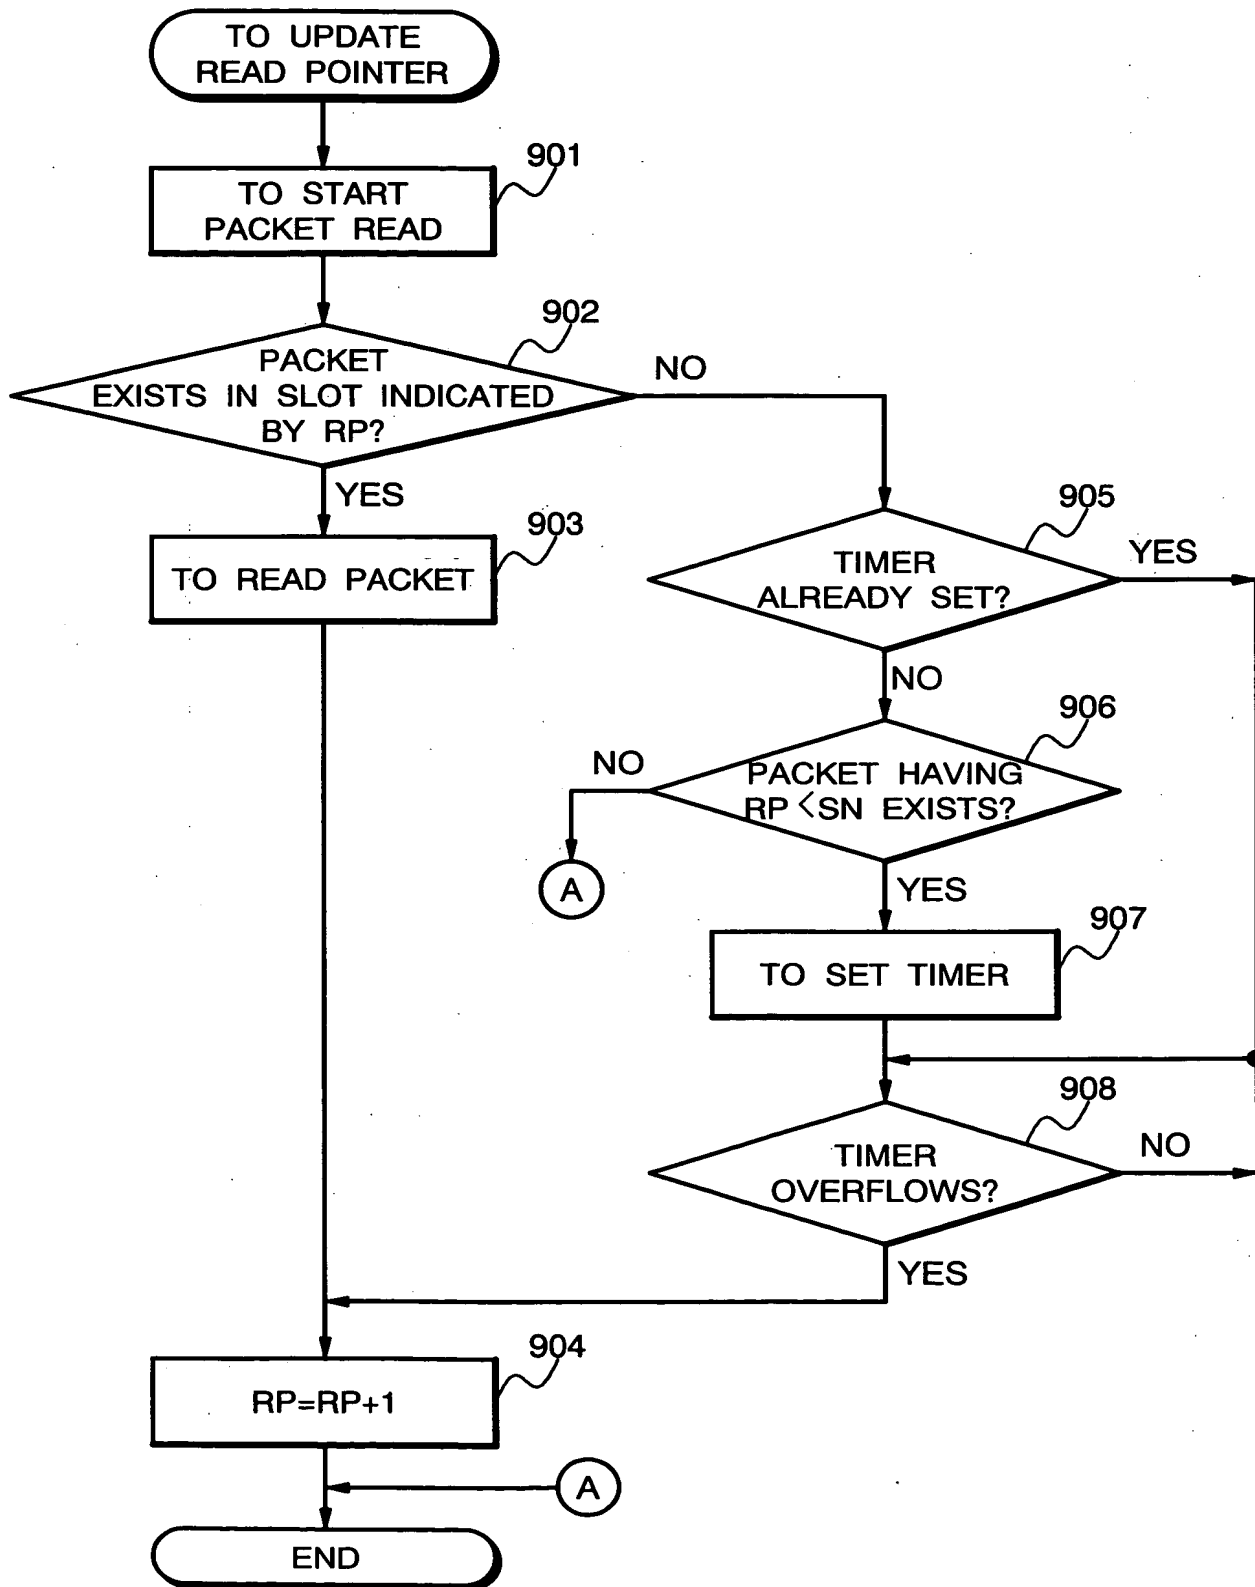 TO UPDATE
READ POINTER
901
TO START
PACKET READ
902
PACKET
EXISTS IN SLOT INDICATED
BY RP?
NO
YES
903
TO READ PACKET
905
TIMER
ALREADY SET?
YES
NO
906
PACKET HAVING
RP<SN EXISTS?
NO
A
YES
907
TO SET TIMER
908
TIMER
OVERFLOWS?
NO
YES
904
RP=RP+1
A
END